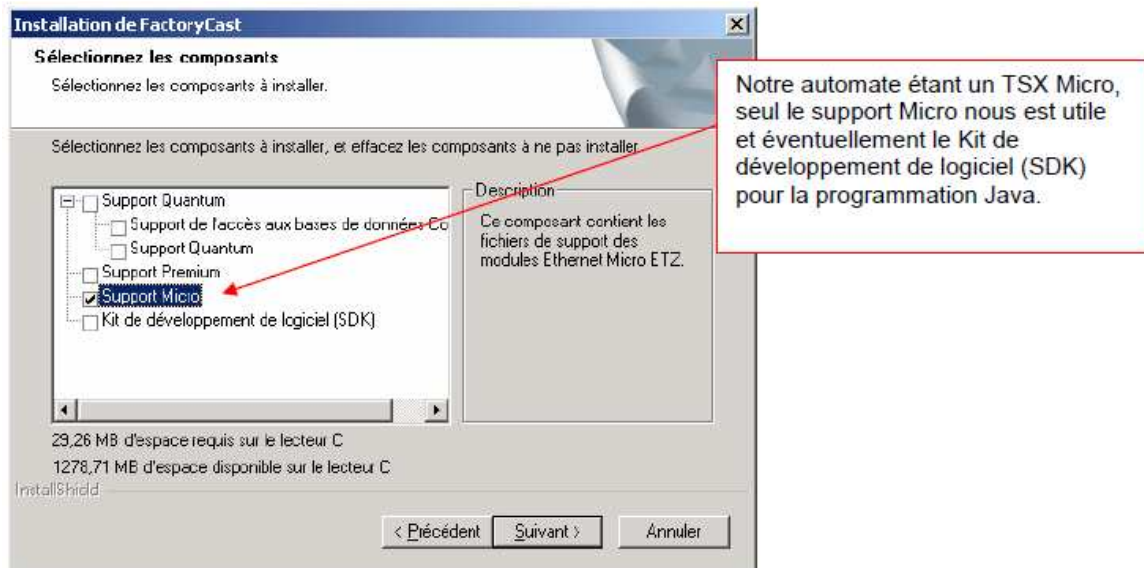 Installation de FactoryCast
Sélectionnez les composants
Sélectionnez les composants à installer.
Notre automate étant un TSX Micro,
seul le support Micro nous est utile
et éventuellement le Kit de
développement de logiciel (SDK)
pour la programmation Java.
Sélectionnez les composants à installer, et effacez les composants à ne pas installer.
Support Quantum
Support de l'accès aux bases de données Co
Support Quantum
Support Premium
Support Micro
Kit de développement de logiciel (SDK)
Description
Ce composant contient les
fichiers de support des
modules Ethernet Micro ETZ.
29,26 MB d'espace requis sur le lecteur C
1278,71 MB d'espace disponible sur le lecteur C
InstallShield
< Précédent
Suivant >
Annuler